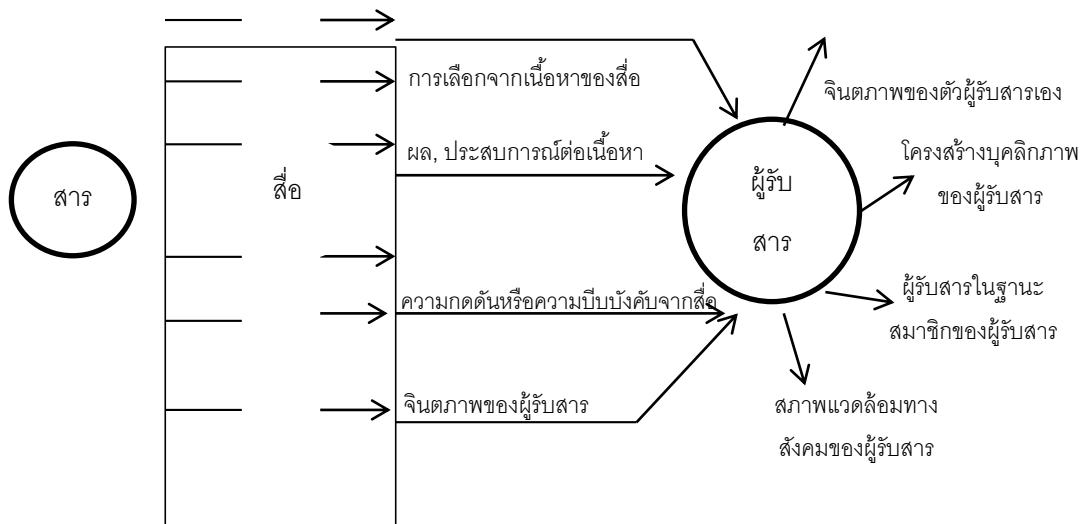 สาร
สื่อ
การเลือกจากเนื้อหาของสื่อ
ผล, ประสบการณ์ต่อเนื้อหา
ความกดดันหรือความบีบบังคับจากสื่อ
จินตภาพของผู้รับสาร
ผู้รับ
สาร
จินตภาพของตัวผู้รับสารเอง
โครงสร้างบุคลิกภาพ
ของผู้รับสาร
ผู้รับสารในฐานะ
สมาชิกของผู้รับสาร
สภาพแวดล้อมทาง
สังคมของผู้รับสาร